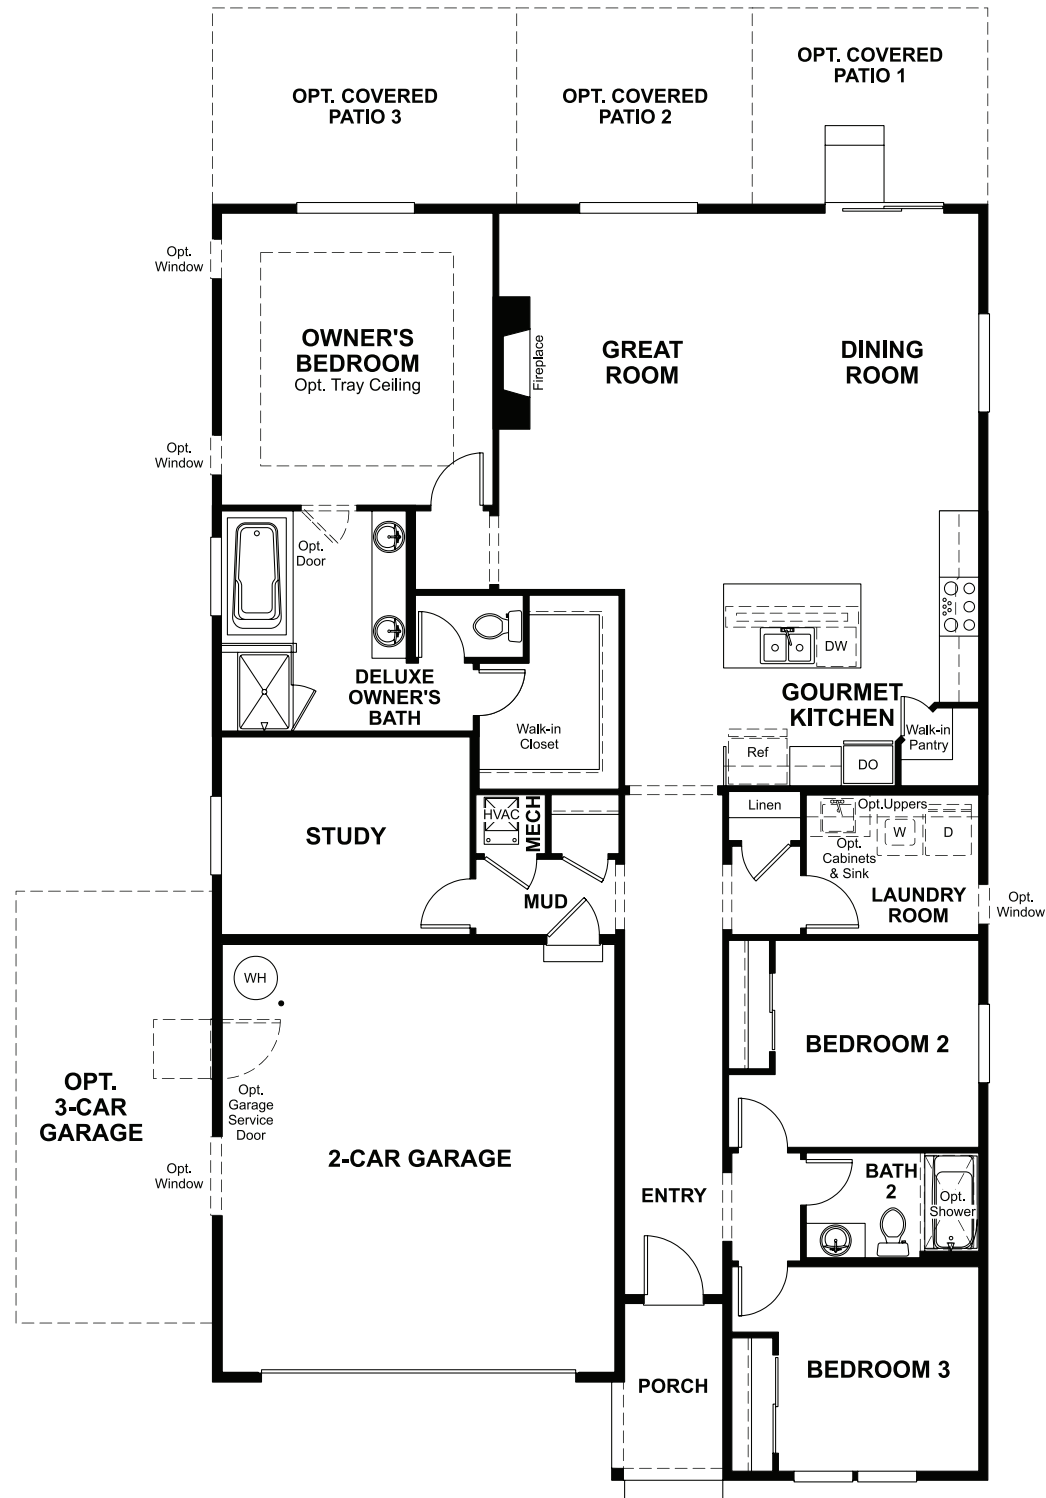 OPT. COVERED
PATIO 3
OPT. COVERED
PATIO 2
OPT. COVERED
PATIO 1
Opt.
Window
OWNER'S
BEDROOM
Opt. Tray Ceiling
Fireplace
GREAT
ROOM
DINING
ROOM
Opt.
Window
Opt.
Door
DW
DELUXE
OWNER'S
BATH
Walk-in
Closet
GOURMET
KITCHEN
Walk-in
Pantry
Ref
DO
STUDY
HVAC
MECH
MUD
Linen
Opt.Uppers
W
D
Opt.
Cabinets
& Sink
LAUNDRY
ROOM
Opt.
Window
WH
BEDROOM 2
OPT.
3-CAR
GARAGE
Opt.
Garage
Service
Door
Opt.
Window
2-CAR GARAGE
ENTRY
BATH
2
Opt.
Shower
PORCH
BEDROOM 3